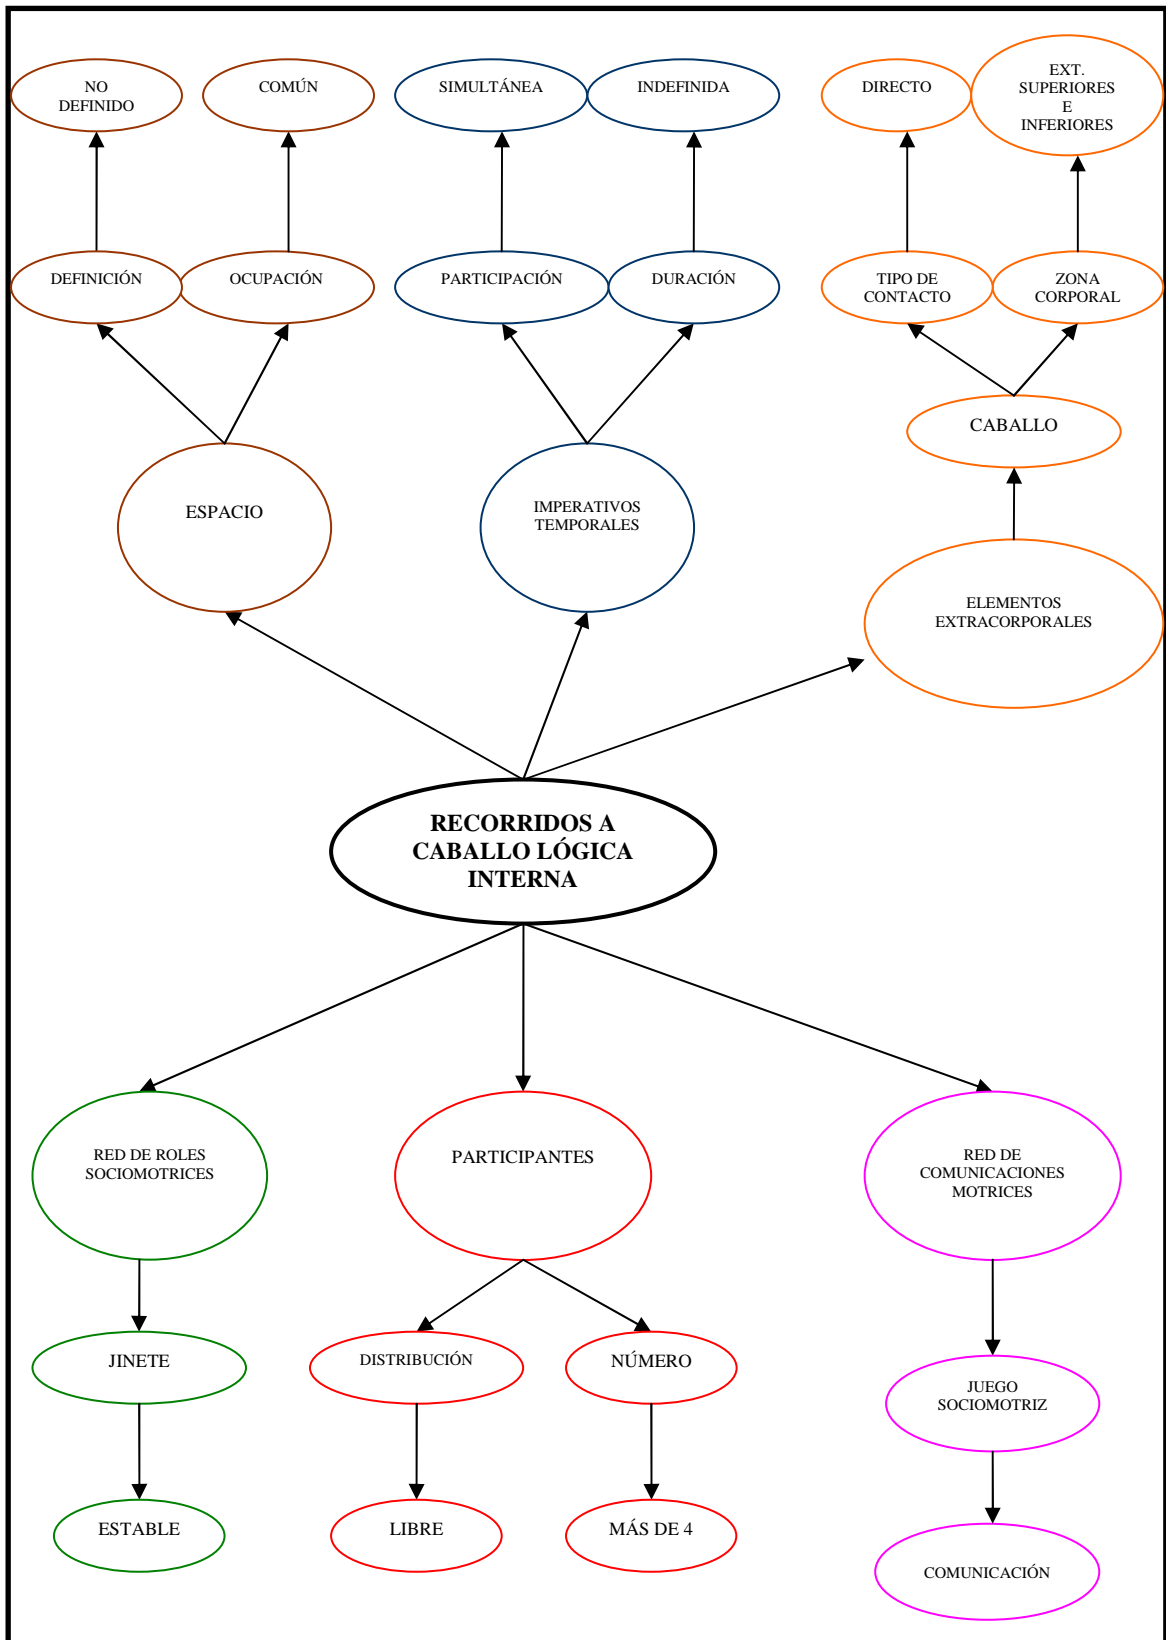 NO
DEFINIDO
COMÚN
SIMULTÁNEA
INDEFINIDA
DIRECTO
EXT.
SUPERIORES
E
INFERIORES
DEFINICIÓN
OCUPACIÓN
PARTICIPACIÓN
DURACIÓN
TIPO DE
CONTACTO
ZONA
CORPORAL
CABALLO
ESPACIO
IMPERATIVOS
TEMPORALES
ELEMENTOS
EXTRACORPORALES
RECORRIDOS A
CABALLO LÓGICA
INTERNA
RED DE ROLES
SOCIOMOTRICES
PARTICIPANTES
RED DE
COMUNICACIONES
MOTRICES
JINETE
DISTRIBUCIÓN
NÚMERO
JUEGO
SOCIOMOTRIZ
ESTABLE
LIBRE
MÁS DE 4
COMUNICACIÓN